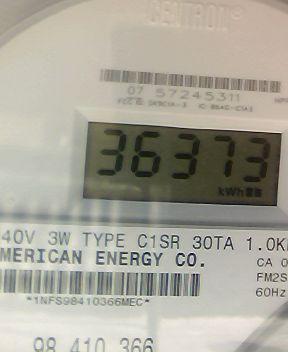 CENTRON®
07 57245311
36373
kWh
40V 3W TYPE C1SR 30TA 1.0K
MERICAN ENERGY CO.
CA 0
FM2S
60Hz
*1NFS98410366MEC*
98 410 366